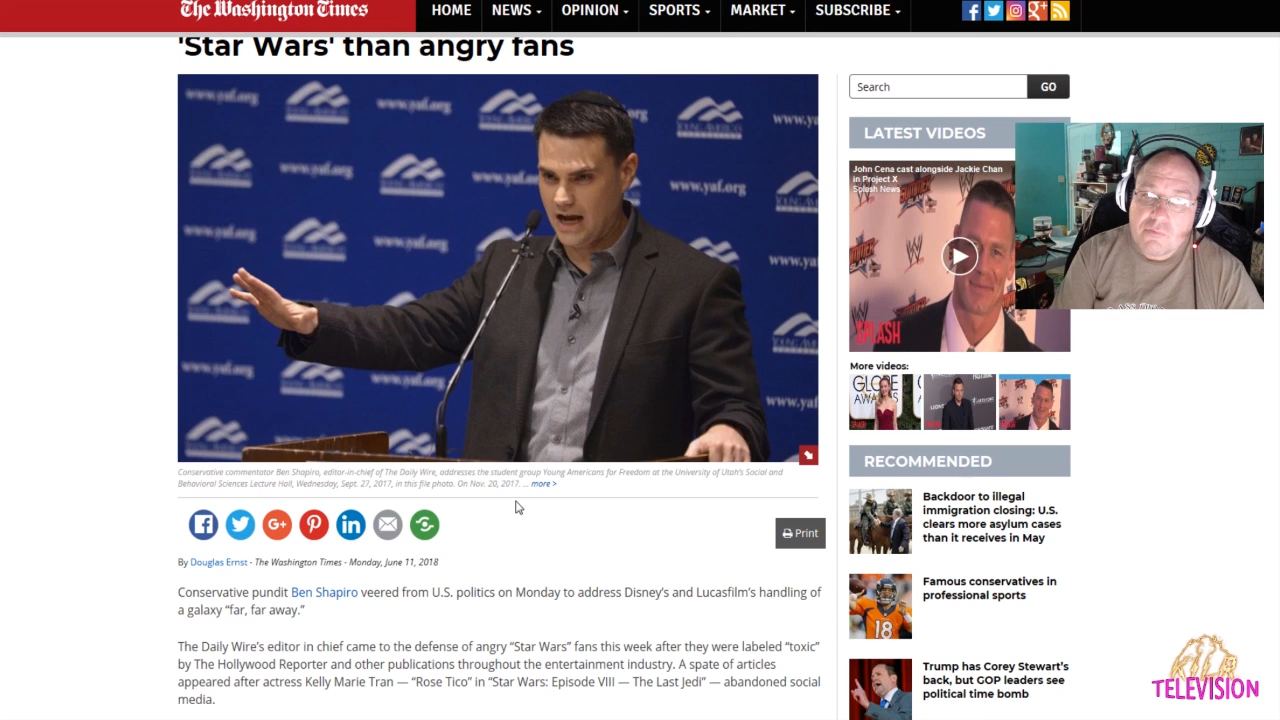 The Washington Times
HOME NEWS OPINION SPORTS MARKET SUBSCRIBE
'Star Wars' than angry fans
www.yaf.org
Search GO
LATEST VIDEOS
John Cena cast alongside Jackie Chan
in Project X
Splash News
SPLASH
More videos:
RECOMMENDED
Backdoor to illegal
immigration closing: U.S.
clears more asylum cases
than it receives in May
Famous conservatives in
professional sports
Trump has Corey Stewart's
back, but GOP leaders see
political time bomb
Conservative commentator Ben Shapiro, editor-in-chief of The Daily Wire, addresses the student group Young Americans for Freedom at the University of Utah's Social and
Behavioral Sciences Lecture Hall, Wednesday, Sept. 27, 2017, in this file photo. On Nov. 20, 2017. ... more >
Print
By Douglas Ernst - The Washington Times - Monday, June 11, 2018
Conservative pundit Ben Shapiro veered from U.S. politics on Monday to address Disney's and Lucasfilm's handling of
a galaxy “far, far away.”
The Daily Wire's editor in chief came to the defense of angry “Star Wars” fans this week after they were labeled “toxic”
by The Hollywood Reporter and other publications throughout the entertainment industry. A spate of articles
appeared after actress Kelly Marie Tran — “Rose Tico” in “Star Wars: Episode VIII — The Last Jedi” — abandoned social
media.
TELEVISION